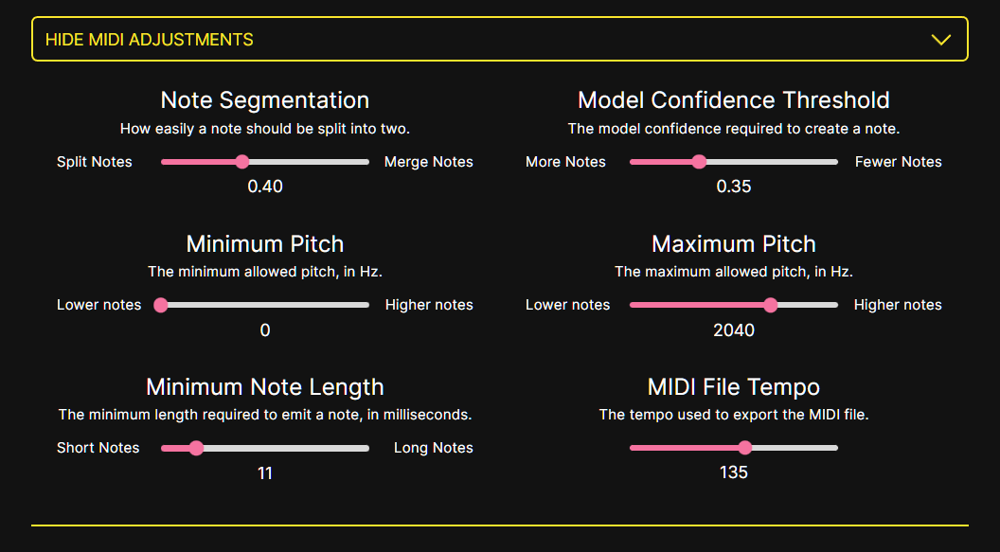 HIDE MIDI ADJUSTMENTS
Note Segmentation
How easily a note should be split into two.
Split Notes
Merge Notes
0.40
Model Confidence Threshold
The model confidence required to create a note.
More Notes
Fewer Notes
0.35
Minimum Pitch
The minimum allowed pitch, in Hz.
Lower notes
Higher notes
0
Maximum Pitch
The maximum allowed pitch, in Hz.
Lower notes
Higher notes
2040
Minimum Note Length
The minimum length required to emit a note, in milliseconds.
Short Notes
Long Notes
11
MIDI File Tempo
The tempo used to export the MIDI file.
135